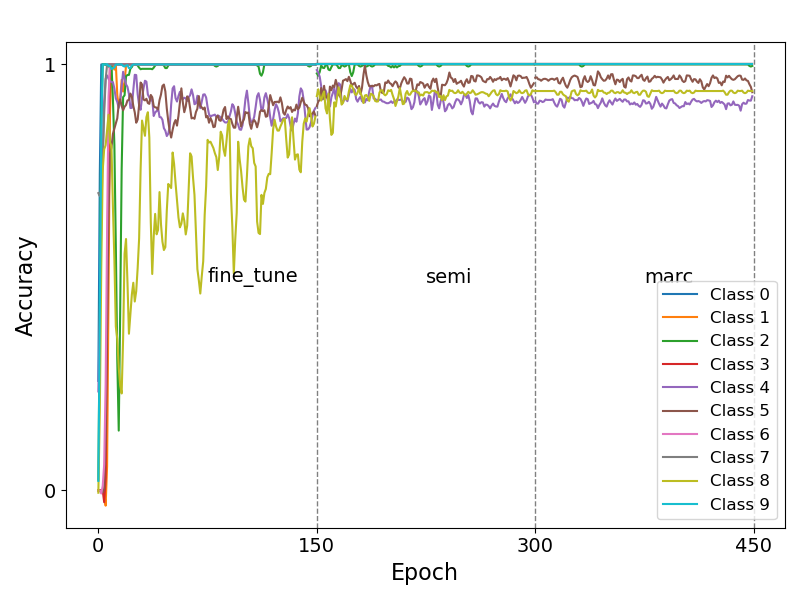 1
0
Accuracy
fine_tune
semi
marc
Class 0
Class 1
Class 2
Class 3
Class 4
Class 5
Class 6
Class 7
Class 8
Class 9
0
150
300
450
Epoch